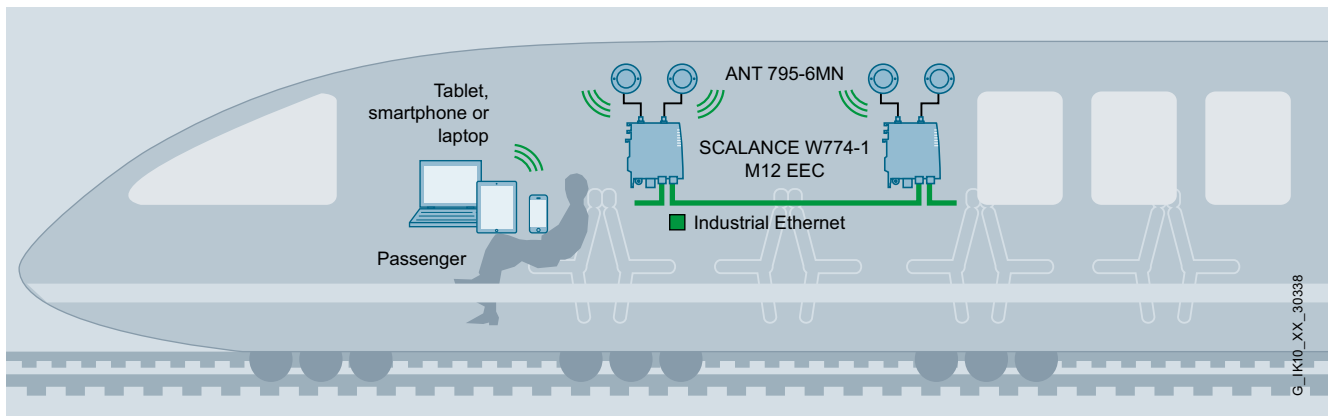 ANT 795-6MN
Tablet,
smartphone or
laptop
SCALANCE W774-1
M12 EEC
Industrial Ethernet
Passenger
G_IK10_XX_30338